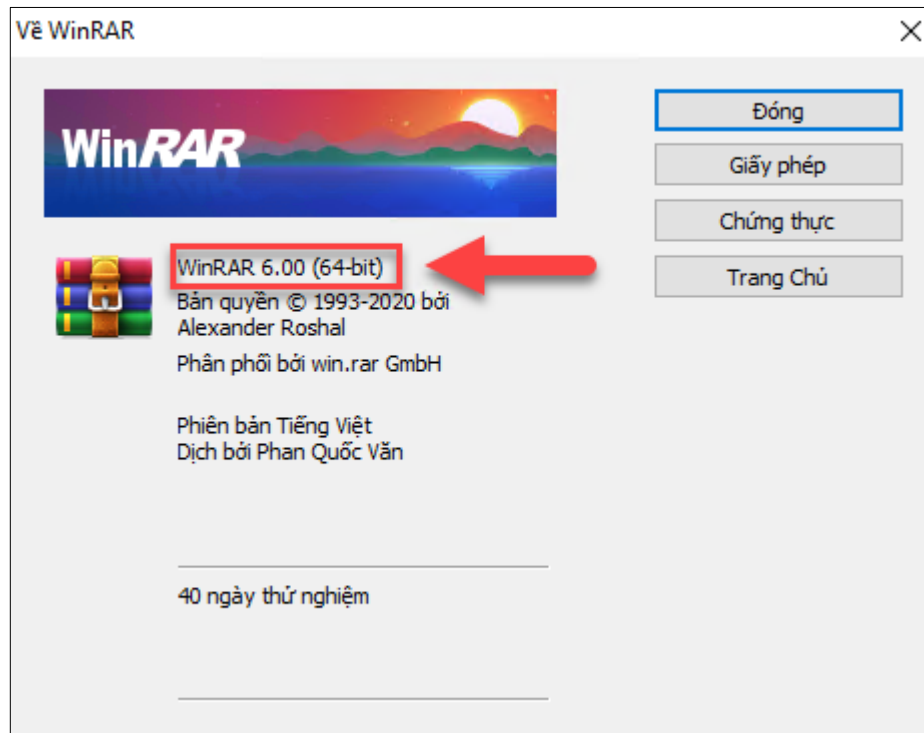 Về WinRAR
WinRAR
Đóng
Giấy phép
Chứng thực
Trang Chủ
WinRAR 6.00 (64-bit)
Bản quyền © 1993-2020 bởi
Alexander Roshal
Phân phối bởi win.rar GmbH
Phiên bản Tiếng Việt
Dịch bởi Phan Quốc Văn
40 ngày thử nghiệm